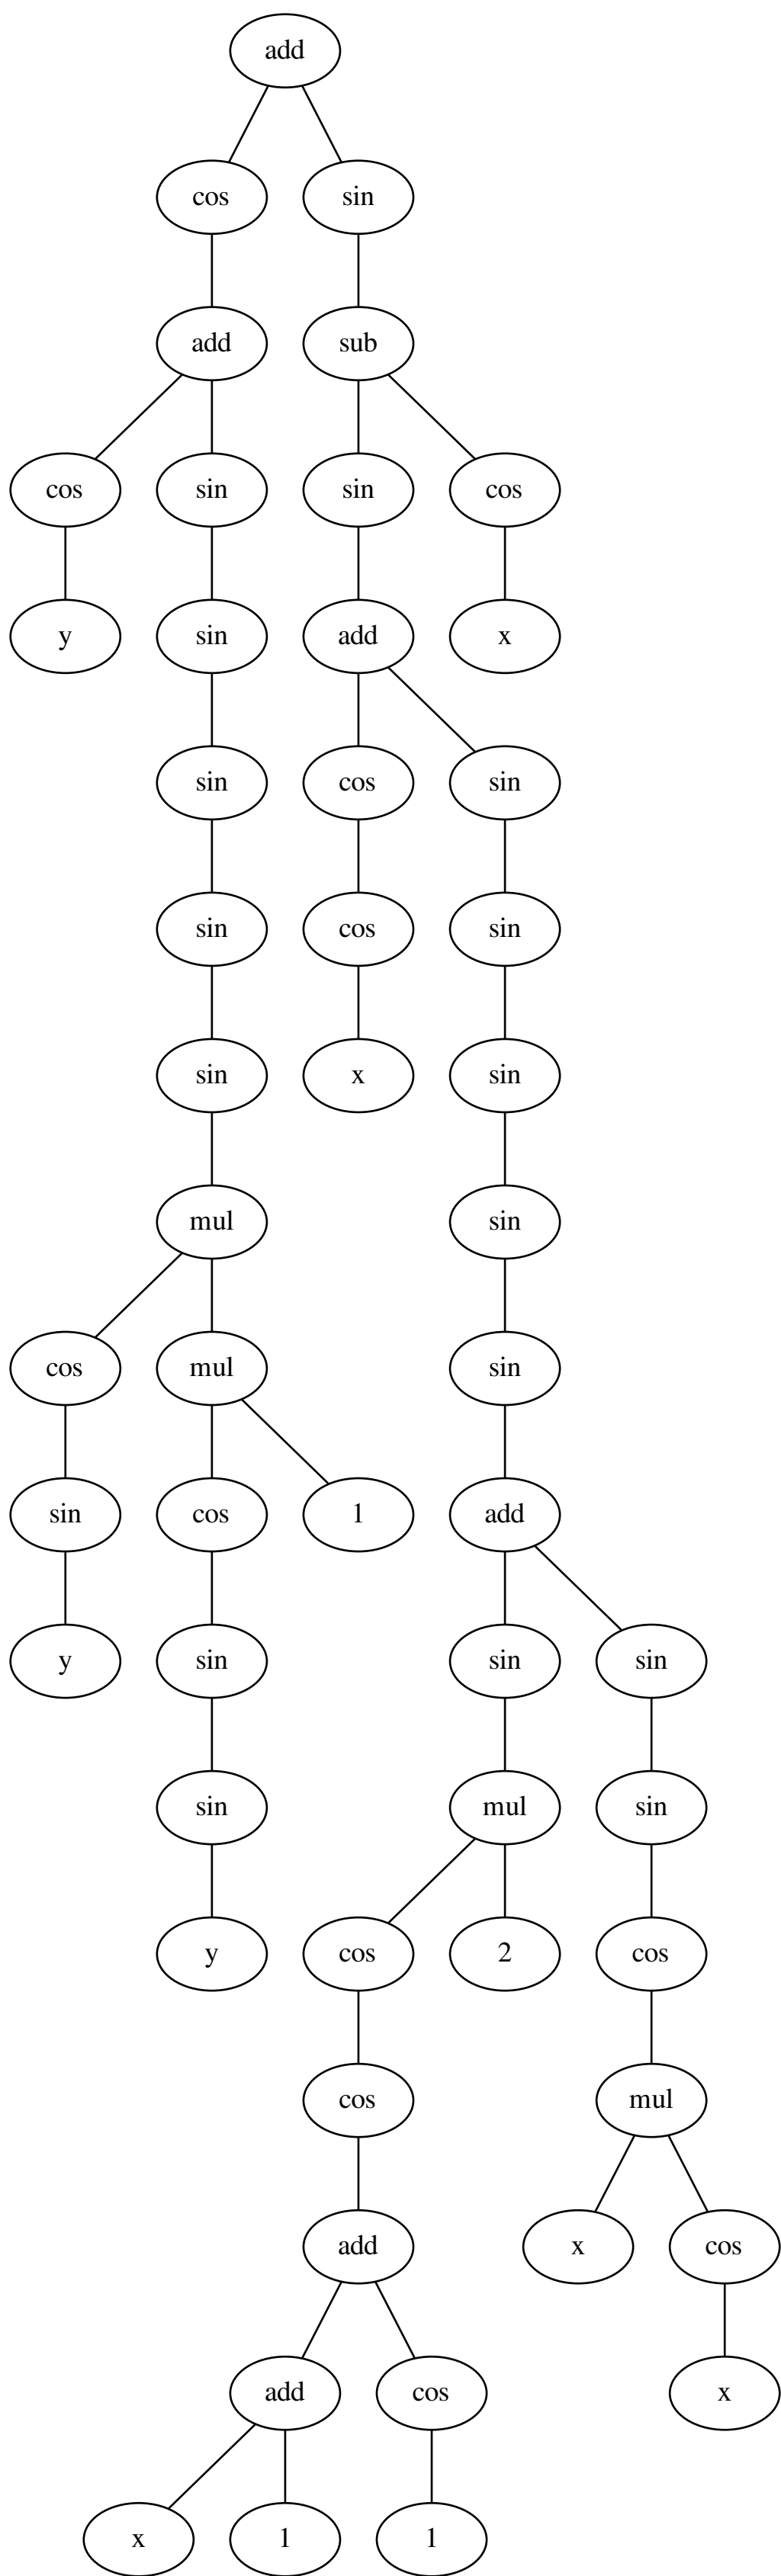 add
cos sin
add sub
cos sin sin cos
y sin add x
sin cos sin
sin cos sin
sin x sin
mul sin
cos mul sin
sin cos 1 add
y sin sin sin
sin mul sin
y cos 2 cos
cos mul
add x cos
add cos x
x 1 1